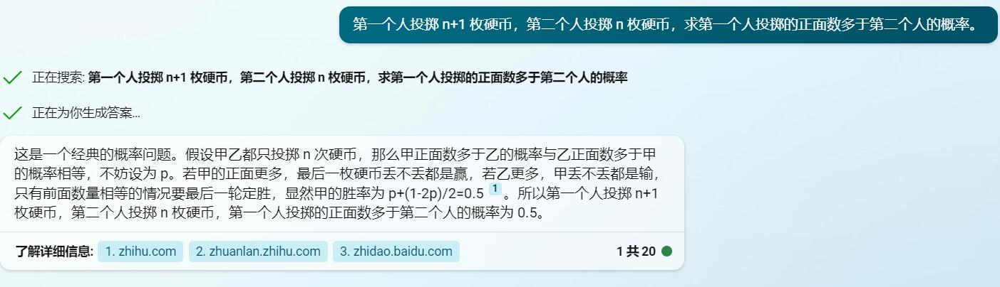 第一个人投掷 n+1 枚硬币，第二个人投掷 n 枚硬币，求第一个人投掷的正面数多于第二个人的概率。
正在搜索: 第一个人投掷 n+1 枚硬币，第二个人投掷 n 枚硬币，求第一个人投掷的正面数多于第二个人的概率
正在为你生成答案...
这是一个经典的概率问题。假设甲乙都只投掷 n 次硬币，那么甲正面数多于乙的概率与乙正面数多于甲
的概率相等，不妨设为 p。若甲的正面更多，最后一枚硬币丢不丢都是赢，若乙更多，甲丢不丢都是输，
只有前面数量相等的情况要最后一轮定胜，显然甲的胜率为 p+(1-2p)/2=0.5 1 。所以第一个人投掷 n+1
枚硬币，第二个人投掷 n 枚硬币，第一个人投掷的正面数多于第二个人的概率为 0.5。
了解详细信息: 1. zhihu.com 2. zhuanlan.zhihu.com 3. zhidao.baidu.com 1 共 20